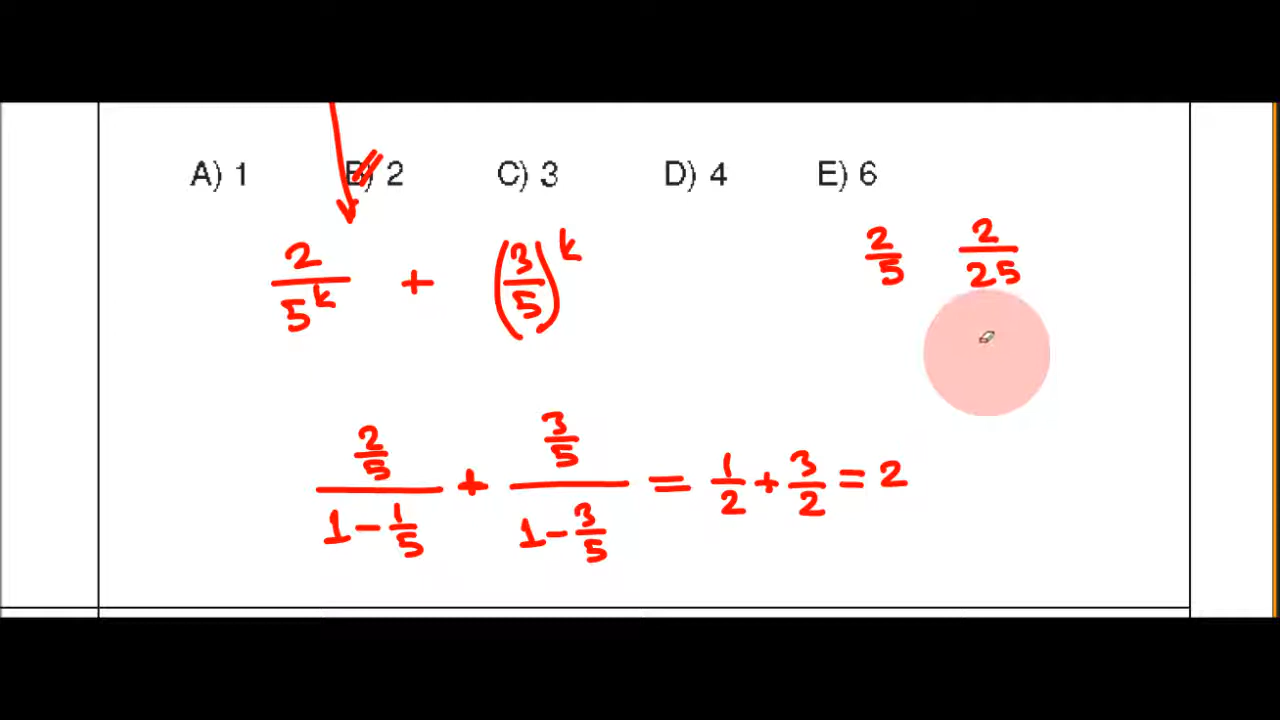 A) 1 B) 2 C) 3 D) 4 E) 6
2/5^k + (3/5)^k 2/5 2/25
(2/5)/(1 - 1/5) + (3/5)/(1 - 3/5) = 1/2 + 3/2 = 2